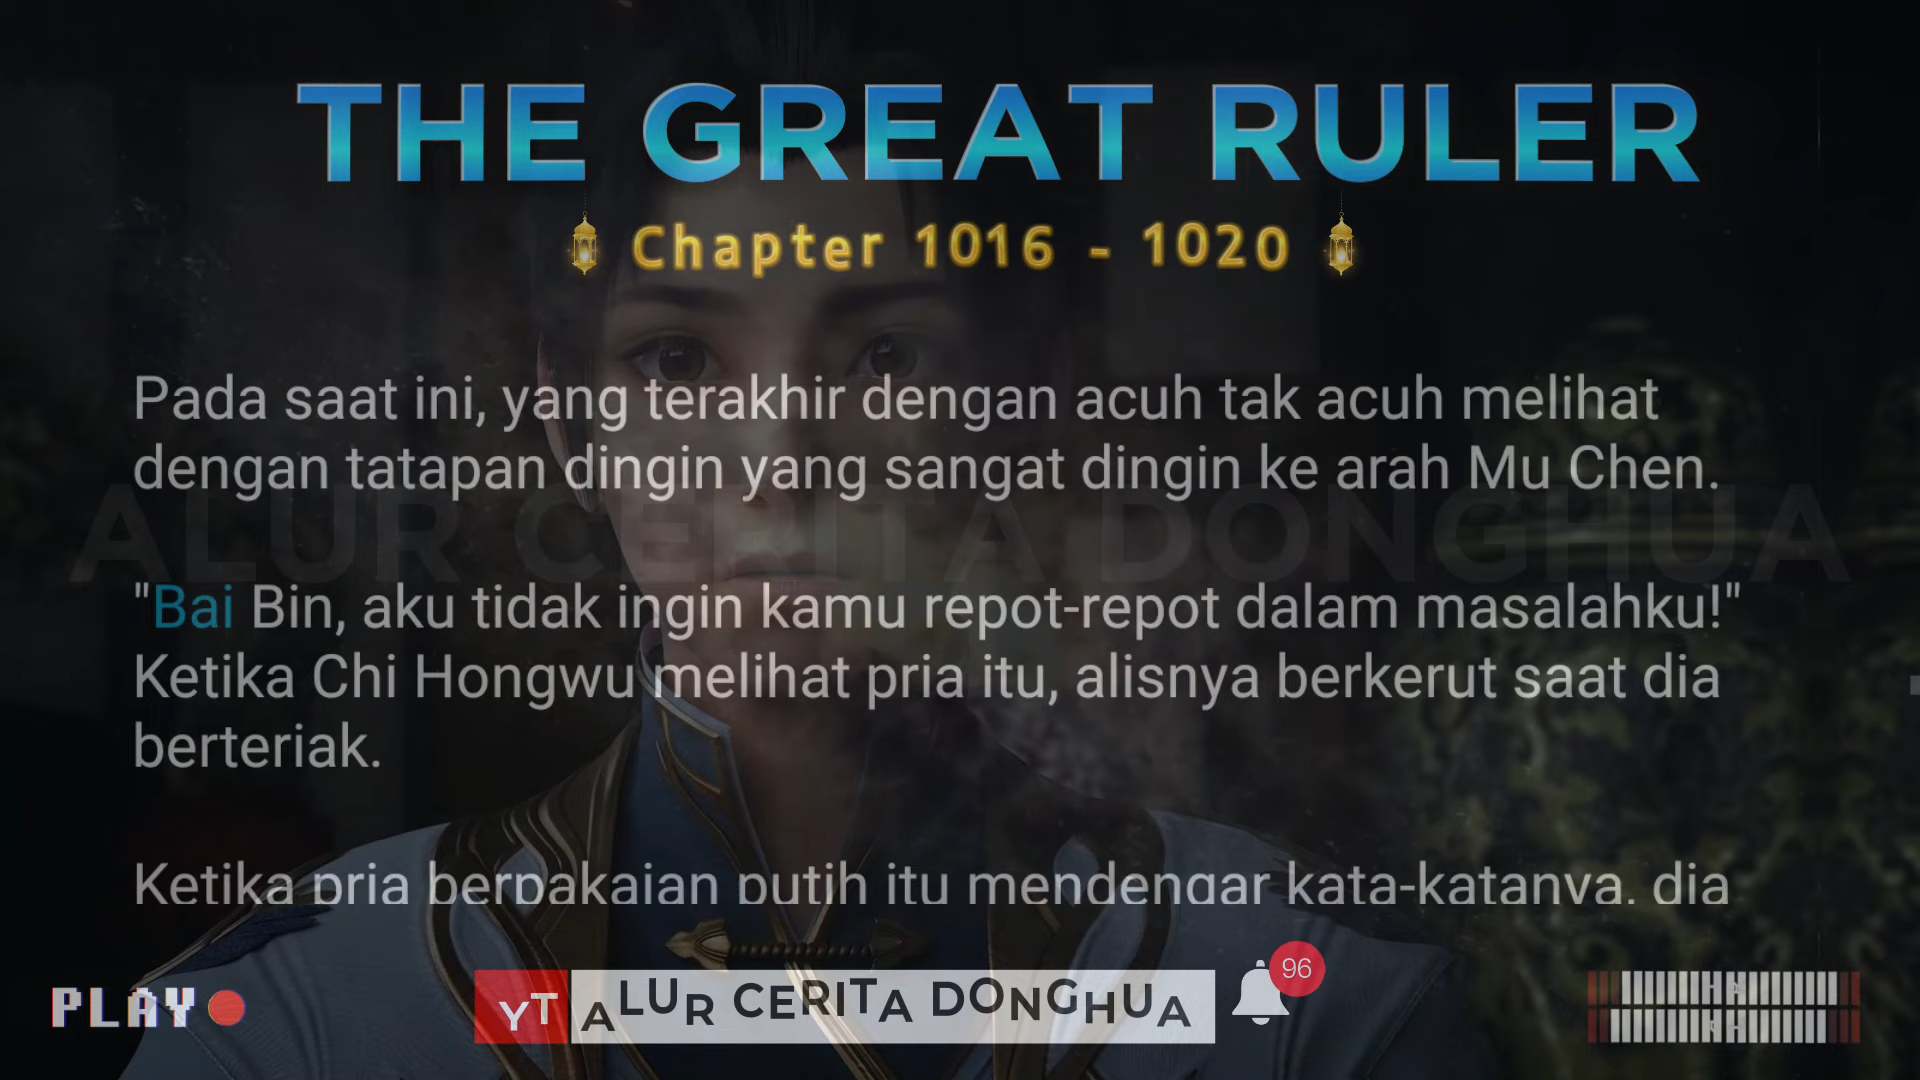 THE GREAT RULER
Chapter 1016 - 1020
Pada saat ini, yang terakhir dengan acuh tak acuh melihat
dengan tatapan dingin yang sangat dingin ke arah Mu Chen.
ALUR CERITA DONGHUA
"Bai Bin, aku tidak ingin kamu repot-repot dalam masalahku!"
Ketika Chi Hongwu melihat pria itu, alisnya berkerut saat dia
berteriak.
Ketika pria berpakaian putih itu mendengar kata-katanya, dia
PLAY
YT ALUR CERITA DONGHUA
96